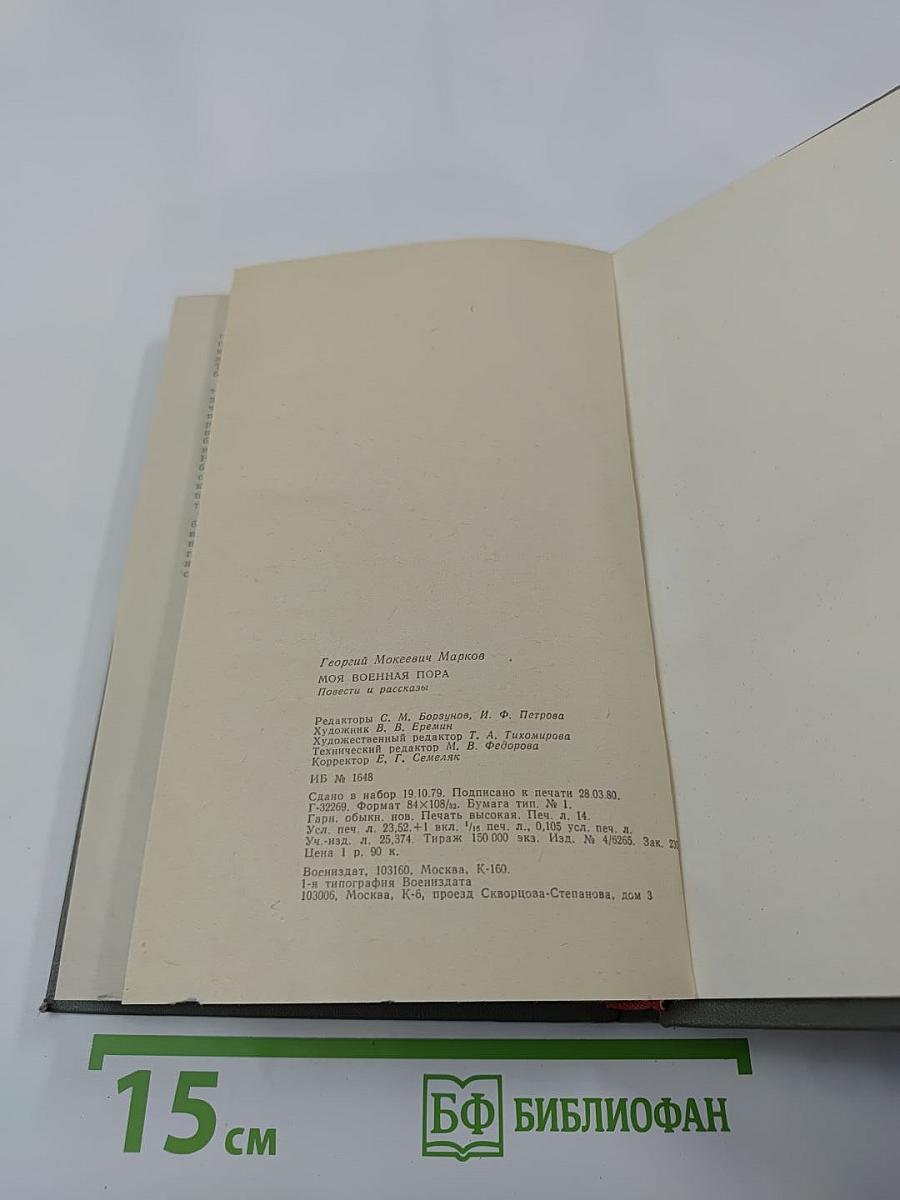 Георгий Мокеевич Марков
МОЯ ВОЕННАЯ ПОРА
Повести и рассказы
Редакторы С. М. Борзунов, И. Ф. Петрова
Художник В. В. Еремин
Художественный редактор Т. А. Тихомирова
Технический редактор М. В. Федорова
Корректор Е. Г. Семеляк
ИБ № 1648
Сдано в набор 19.10.79. Подписано к печати 28.03.80.
Г-32269. Формат 84×108/32. Бумага тип. № 1.
Гарн. обыкн. нов. Печать высокая. Печ. л. 14.
Усл. печ. л. 23,52.+1 вкл. 1/16 печ. л., 0,105 усл. печ. л.
Уч.-изд. л. 25,374. Тираж 150 000 экз. Изд. № 4/6265. Зак.
Цена 1 р. 90 к.
Воениздат, 103160, Москва, К-160.
1-я типография Воениздата
103006, Москва, К-6, проезд Скворцова-Степанова, дом 3
15 см
БФ БИБЛИОФАН